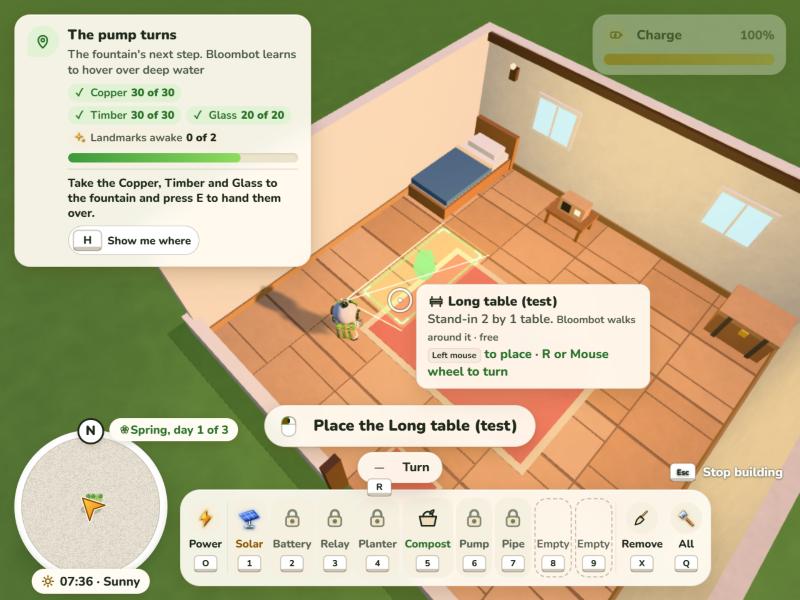 The pump turns
The fountain's next step. Bloombot learns
to hover over deep water
✓ Copper 30 of 30
✓ Timber 30 of 30 ✓ Glass 20 of 20
Landmarks awake 0 of 2
Take the Copper, Timber and Glass to
the fountain and press E to hand them
over.
H Show me where
Charge 100%
Long table (test)
Stand-in 2 by 1 table. Bloombot walks
around it · free
Left mouse to place · R or Mouse
wheel to turn
Place the Long table (test)
— Turn
R
Esc Stop building
N
Spring, day 1 of 3
07:36 · Sunny
Power Solar Battery Relay Planter Compost Pump Pipe Empty Empty Remove All
O 1 2 3 4 5 6 7 8 9 X Q